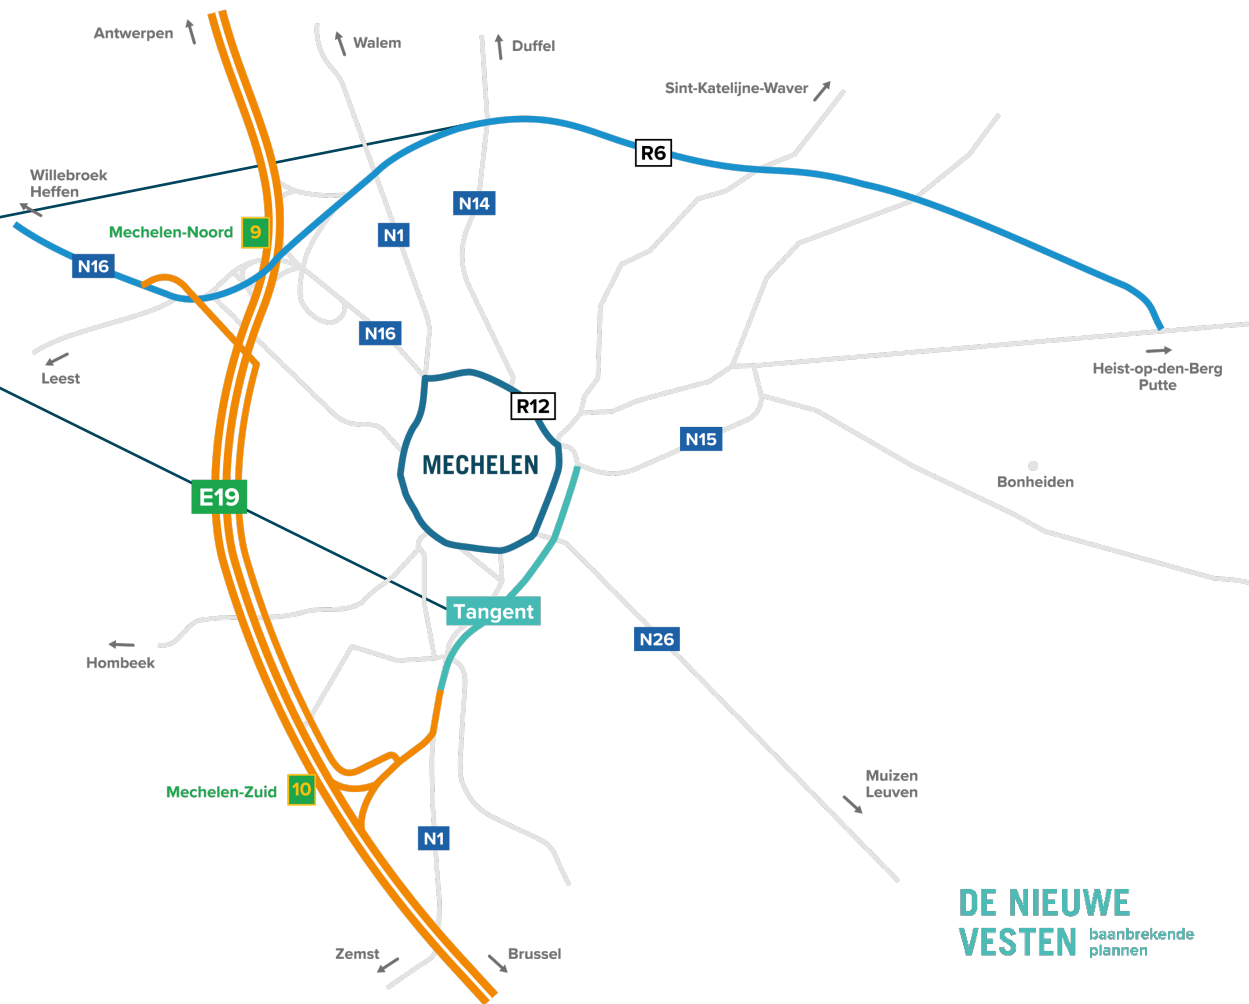 Antwerpen
Walem
Duffel
Sint-Katelijne-Waver
R6
Willebroek
Heffen
N14
Mechelen-Noord
9
N1
N16
N16
Leest
Heist-op-den-Berg
Putte
R12
N15
MECHELEN
Bonheiden
E19
Tangent
N26
Hombeek
Muizen
Leuven
Mechelen-Zuid
10
N1
DE NIEUWE
VESTEN
baanbrekende
plannen
Zemst
Brussel